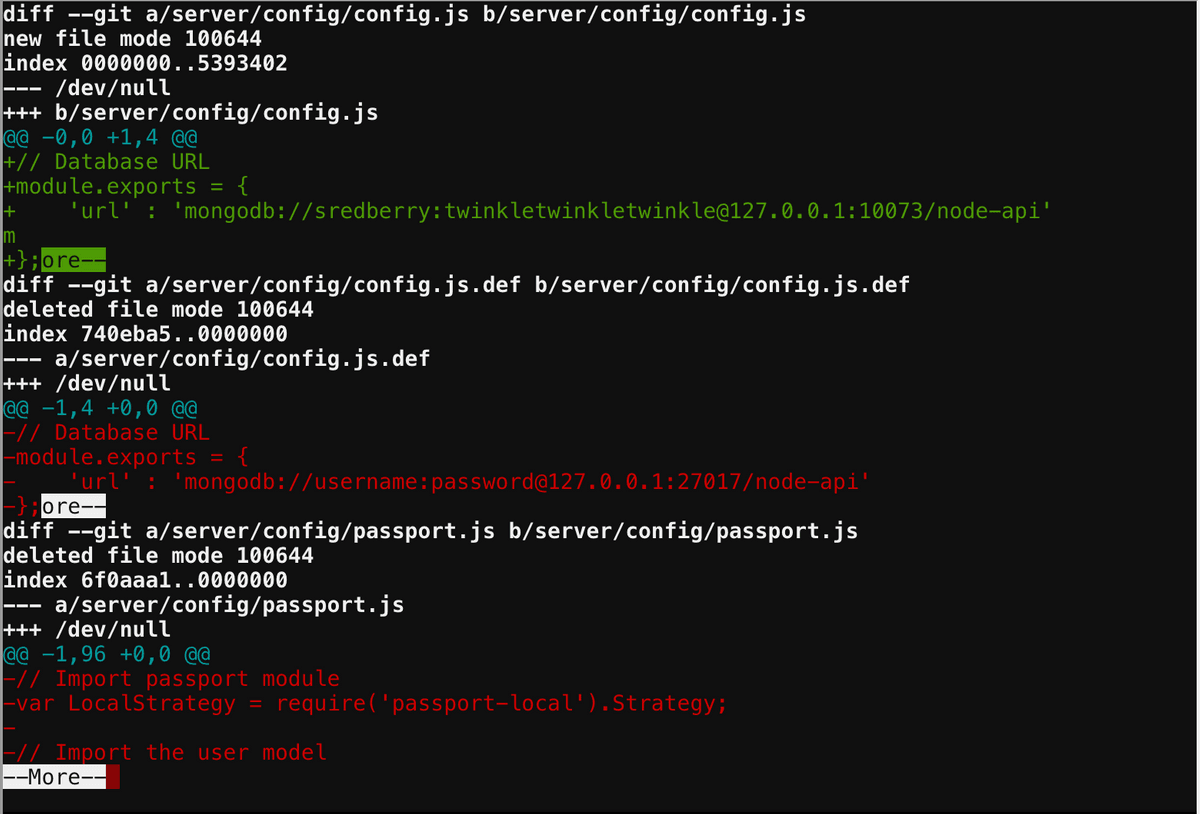 diff --git a/server/config/config.js b/server/config/config.js
new file mode 100644
index 0000000..5393402
--- /dev/null
+++ b/server/config/config.js
@@ -0,0 +1,4 @@
+// Database URL
+module.exports = {
+    'url' : 'mongodb://sredberry:twinkletwinkletwinkle@127.0.0.1:10073/node-api'
m
+};ore--
diff --git a/server/config/config.js.def b/server/config/config.js.def
deleted file mode 100644
index 740eba5..0000000
--- a/server/config/config.js.def
+++ /dev/null
@@ -1,4 +0,0 @@
-// Database URL
-module.exports = {
-    'url' : 'mongodb://username:password@127.0.0.1:27017/node-api'
-};ore--
diff --git a/server/config/passport.js b/server/config/passport.js
deleted file mode 100644
index 6f0aaa1..0000000
--- a/server/config/passport.js
+++ /dev/null
@@ -1,96 +0,0 @@
-// Import passport module
-var LocalStrategy = require('passport-local').Strategy;
-
-// Import the user model
--More--